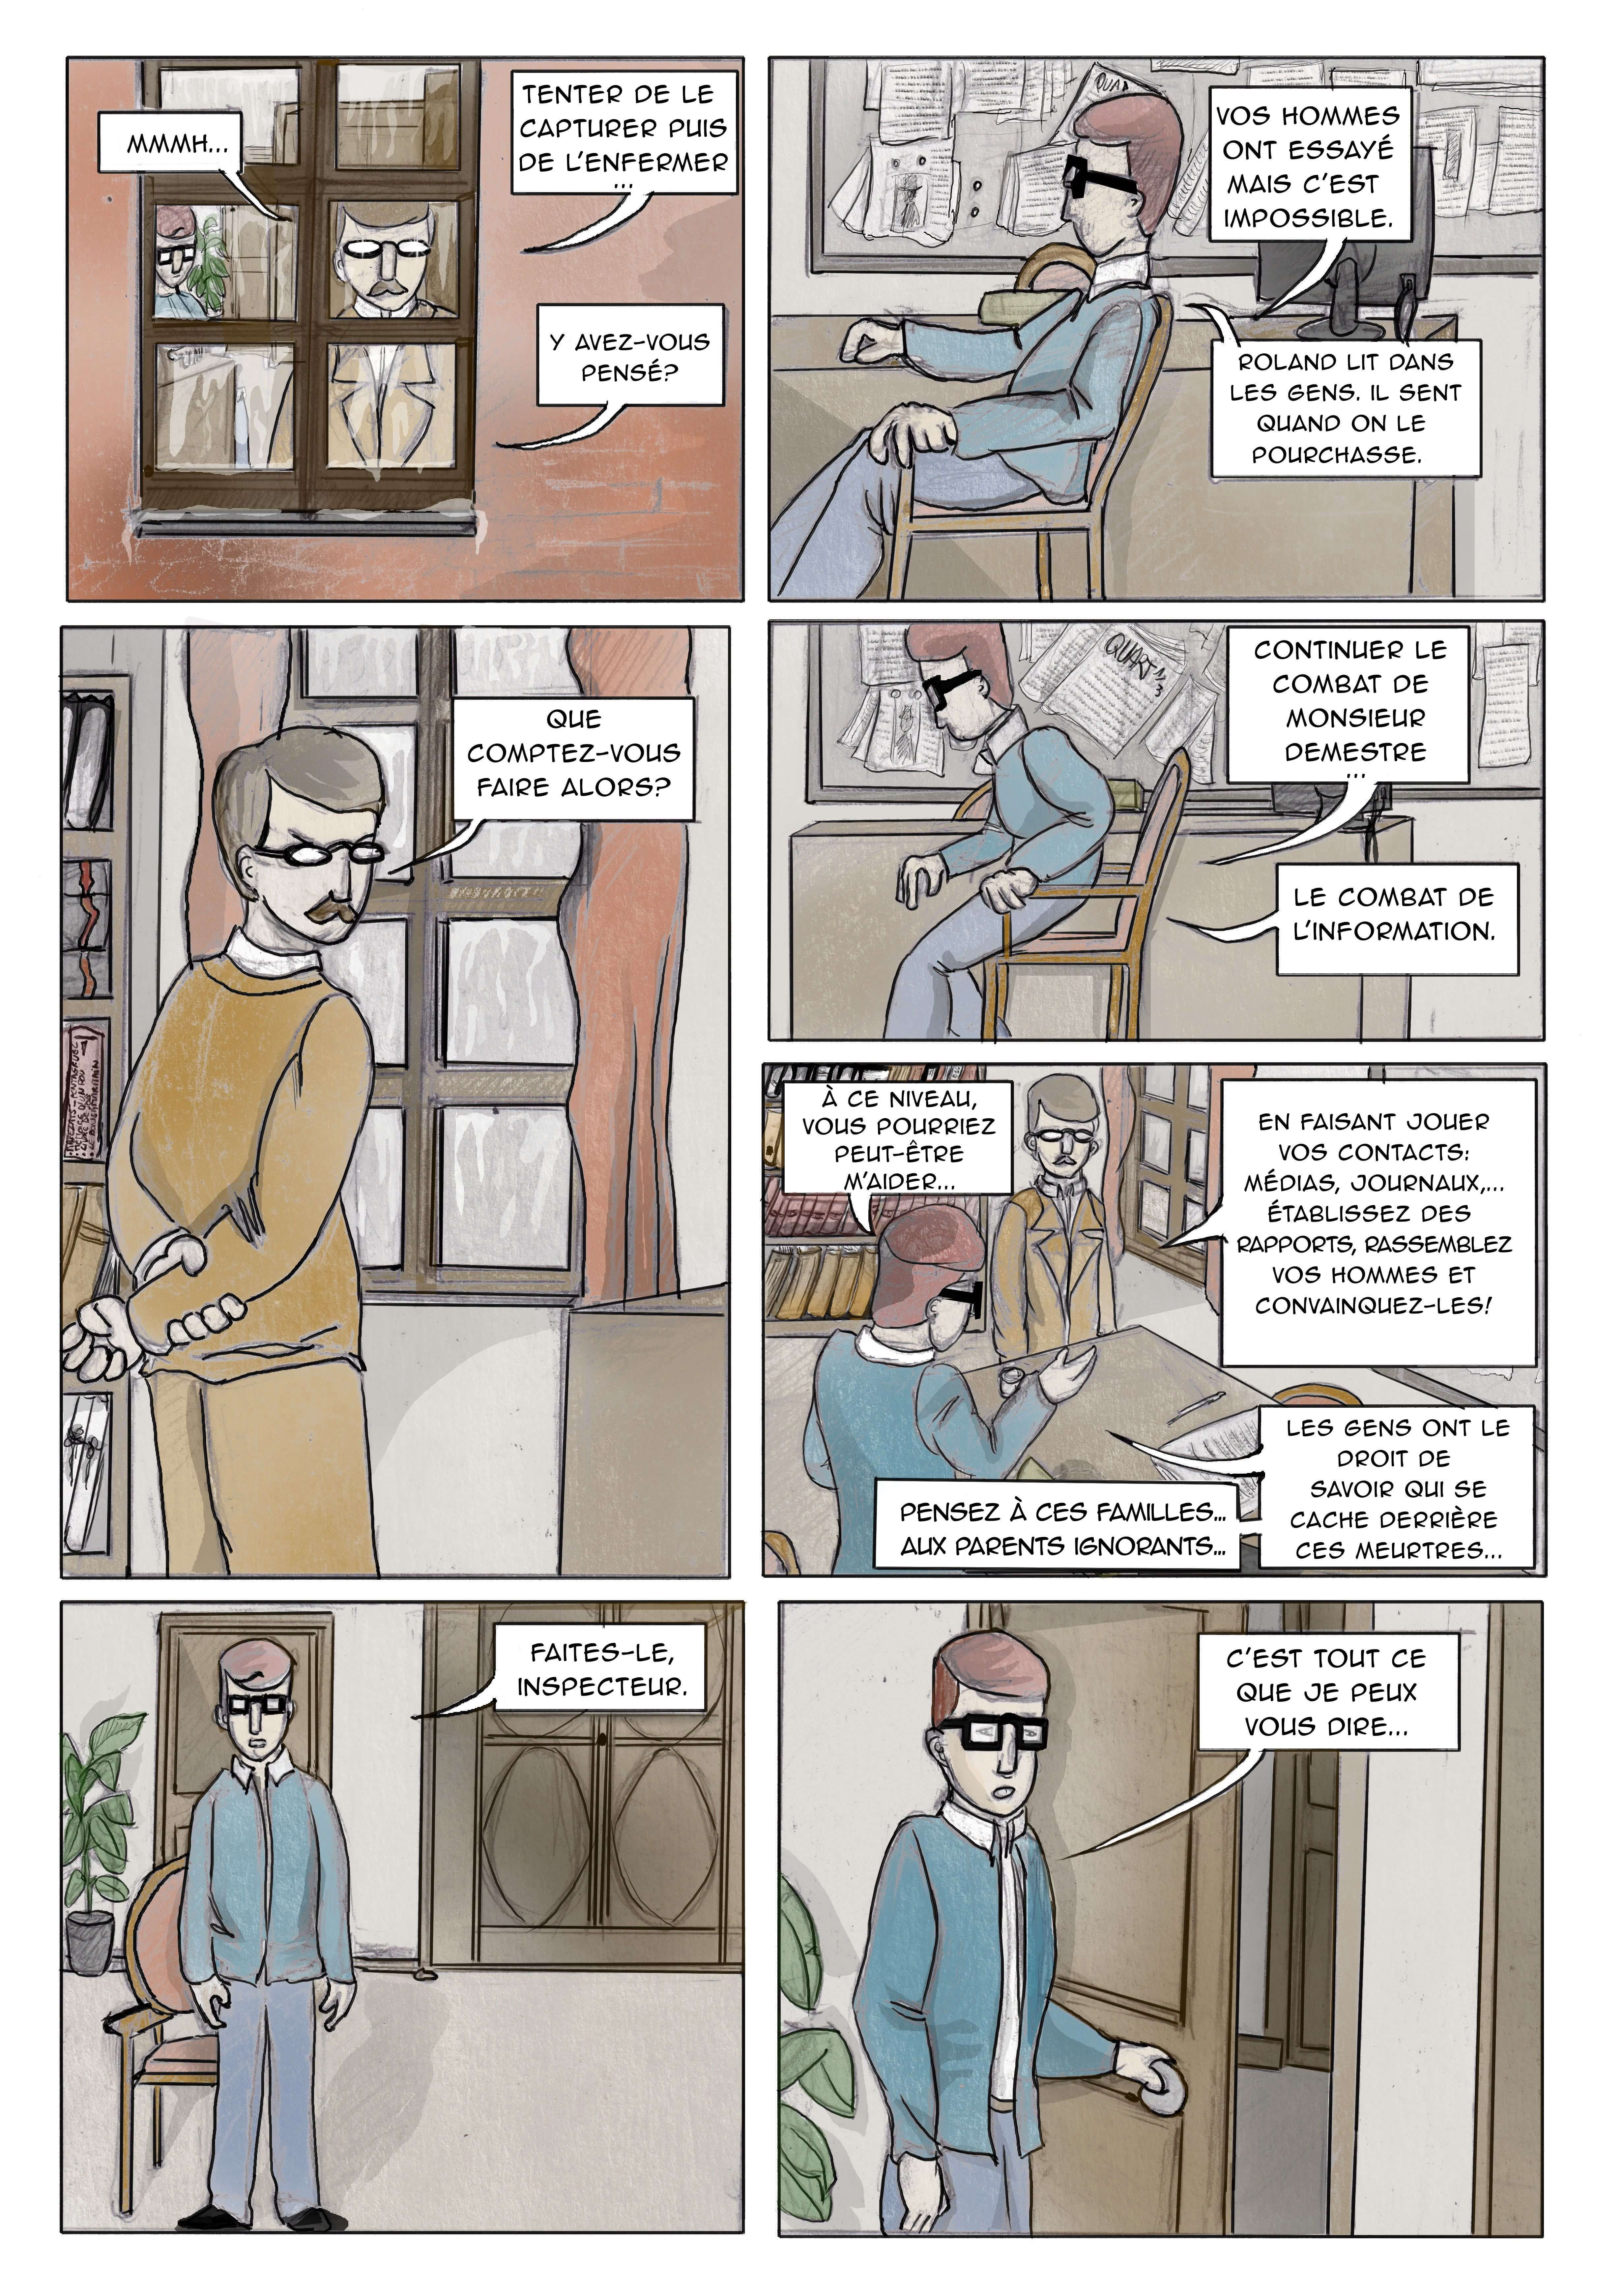 MMMH...
TENTER DE LE
CAPTURER PUIS
DE L'ENFERMER
...
Y AVEZ-VOUS
PENSÉ?
QUA
VOS HOMMES
ONT ESSAYÉ
MAIS C'EST
IMPOSSIBLE.
ROLAND LIT DANS
LES GENS. IL SENT
QUAND ON LE
POURCHASSE.
QUE
COMPTEZ-VOUS
FAIRE ALORS?
QUART 1/3
CONTINUER LE
COMBAT DE
MONSIEUR
DEMESTRE
...
LE COMBAT DE
L'INFORMATION.
À CE NIVEAU,
VOUS POURRIEZ
PEUT-ÊTRE
M'AIDER...
EN FAISANT JOUER
VOS CONTACTS:
MÉDIAS, JOURNAUX,...
ÉTABLISSEZ DES
RAPPORTS, RASSEMBLEZ
VOS HOMMES ET
CONVAINQUEZ-LES!
LES GENS ONT LE
DROIT DE
SAVOIR QUI SE
CACHE DERRIÈRE
CES MEURTRES...
PENSEZ À CES FAMILLES...
AUX PARENTS IGNORANTS...
FAITES-LE,
INSPECTEUR.
C'EST TOUT CE
QUE JE PEUX
VOUS DIRE...